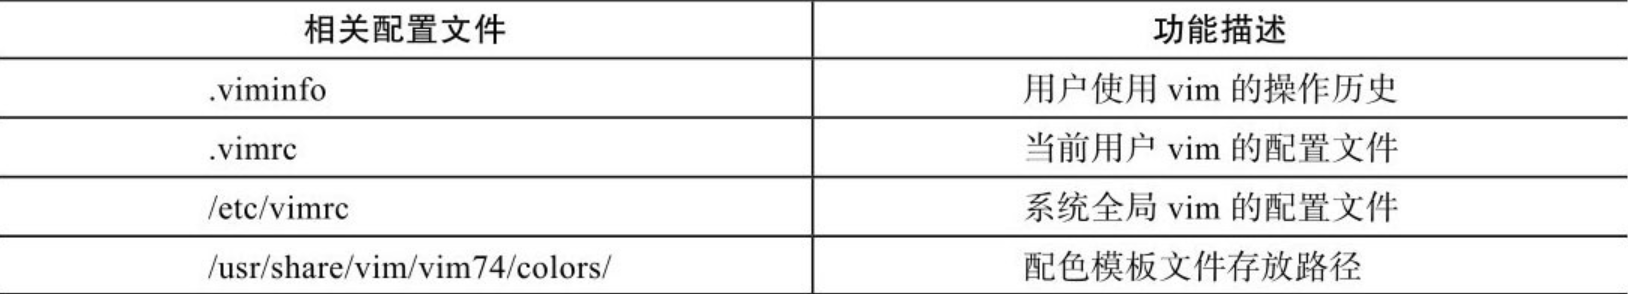 相关配置文件 功能描述
.viminfo 用户使用 vim 的操作历史
.vimrc 当前用户 vim 的配置文件
/etc/vimrc 系统全局 vim 的配置文件
/usr/share/vim/vim74/colors/ 配色模板文件存放路径